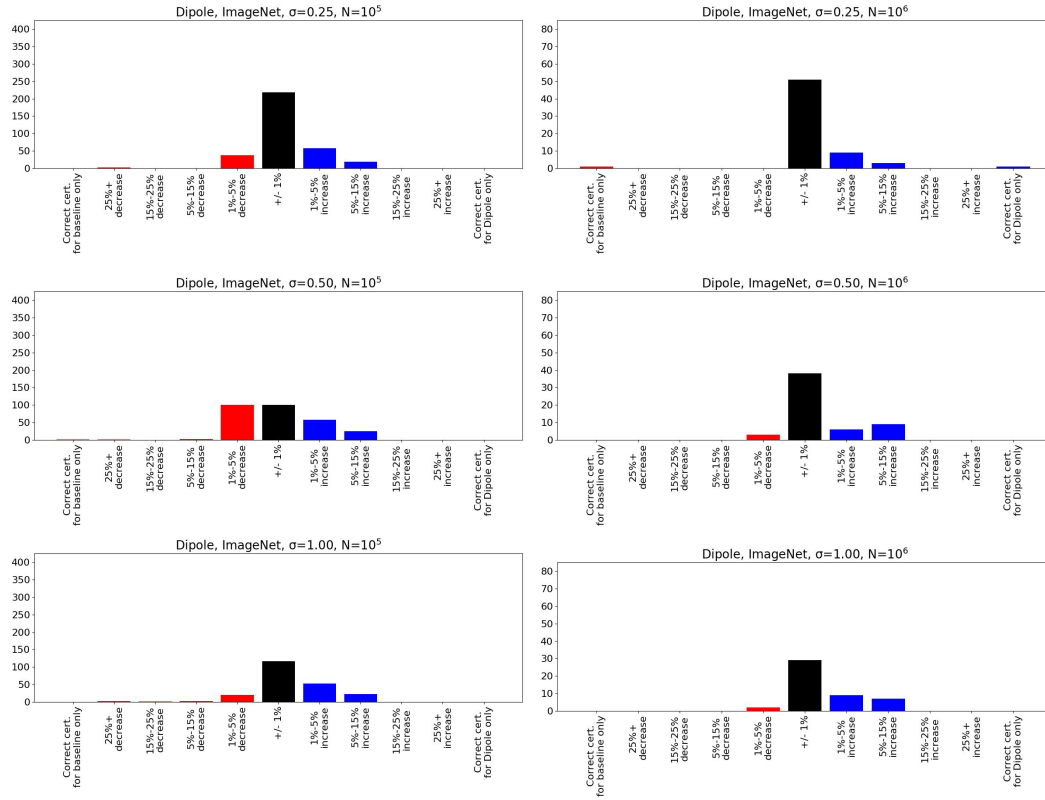 Dipole, ImageNet, σ=0.25, N=10⁵
400
350
300
250
200
150
100
50
0
Correct cert.
for baseline only
25%+
decrease
15%-25%
decrease
5%-15%
decrease
1%-5%
decrease
+/- 1%
1%-5%
increase
5%-15%
increase
15%-25%
increase
25%+
increase
Correct cert.
for Dipole only
Dipole, ImageNet, σ=0.25, N=10⁶
80
70
60
50
40
30
20
10
0
Correct cert.
for baseline only
25%+
decrease
15%-25%
decrease
5%-15%
decrease
1%-5%
decrease
+/- 1%
1%-5%
increase
5%-15%
increase
15%-25%
increase
25%+
increase
Correct cert.
for Dipole only
Dipole, ImageNet, σ=0.50, N=10⁵
400
350
300
250
200
150
100
50
0
Correct cert.
for baseline only
25%+
decrease
15%-25%
decrease
5%-15%
decrease
1%-5%
decrease
+/- 1%
1%-5%
increase
5%-15%
increase
15%-25%
increase
25%+
increase
Correct cert.
for Dipole only
Dipole, ImageNet, σ=0.50, N=10⁶
80
70
60
50
40
30
20
10
0
Correct cert.
for baseline only
25%+
decrease
15%-25%
decrease
5%-15%
decrease
1%-5%
decrease
+/- 1%
1%-5%
increase
5%-15%
increase
15%-25%
increase
25%+
increase
Correct cert.
for Dipole only
Dipole, ImageNet, σ=1.00, N=10⁵
400
350
300
250
200
150
100
50
0
Correct cert.
for baseline only
25%+
decrease
15%-25%
decrease
5%-15%
decrease
1%-5%
decrease
+/- 1%
1%-5%
increase
5%-15%
increase
15%-25%
increase
25%+
increase
Correct cert.
for Dipole only
Dipole, ImageNet, σ=1.00, N=10⁶
80
70
60
50
40
30
20
10
0
Correct cert.
for baseline only
25%+
decrease
15%-25%
decrease
5%-15%
decrease
1%-5%
decrease
+/- 1%
1%-5%
increase
5%-15%
increase
15%-25%
increase
25%+
increase
Correct cert.
for Dipole only